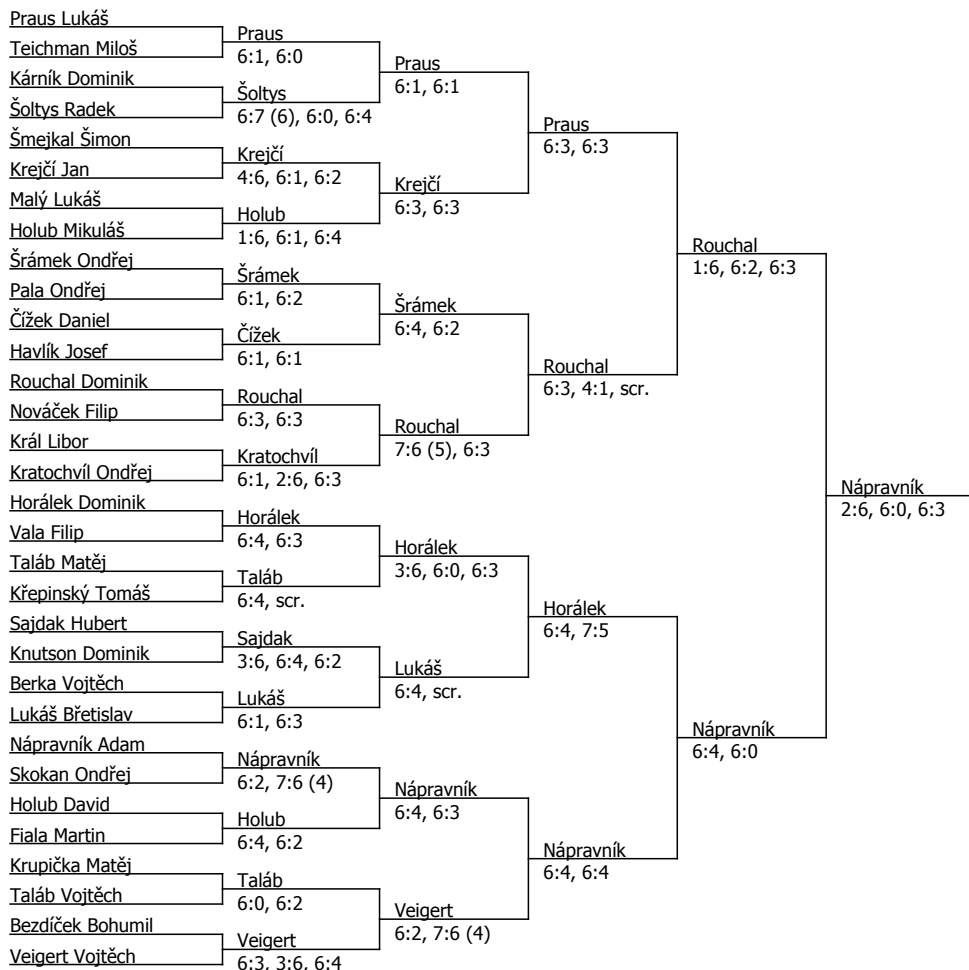 Praus Lukáš
Teichman Miloš
Kárník Dominik
Šoltys Radek
Šmejkal Šimon
Krejčí Jan
Malý Lukáš
Holub Mikuláš
Šrámek Ondřej
Pala Ondřej
Čížek Daniel
Havlík Josef
Rouchal Dominik
Nováček Filip
Král Libor
Kratochvíl Ondřej
Horálek Dominik
Vala Filip
Taláb Matěj
Křepinský Tomáš
Sajdak Hubert
Knutson Dominik
Berka Vojtěch
Lukáš Břetislav
Nápravník Adam
Skokan Ondřej
Holub David
Fiala Martin
Krupička Matěj
Taláb Vojtěch
Bezdíček Bohumil
Veigert Vojtěch
Praus
6:1, 6:0
Šoltys
6:7 (6), 6:0, 6:4
Krejčí
4:6, 6:1, 6:2
Holub
1:6, 6:1, 6:4
Šrámek
6:1, 6:2
Čížek
6:1, 6:1
Rouchal
6:3, 6:3
Kratochvíl
6:1, 2:6, 6:3
Horálek
6:4, 6:3
Taláb
6:4, scr.
Sajdak
3:6, 6:4, 6:2
Lukáš
6:1, 6:3
Nápravník
6:2, 7:6 (4)
Holub
6:4, 6:2
Taláb
6:0, 6:2
Veigert
6:3, 3:6, 6:4
Praus
6:1, 6:1
Krejčí
6:3, 6:3
Šrámek
6:4, 6:2
Rouchal
7:6 (5), 6:3
Horálek
3:6, 6:0, 6:3
Lukáš
6:4, scr.
Nápravník
6:4, 6:3
Veigert
6:2, 7:6 (4)
Praus
6:3, 6:3
Rouchal
6:3, 4:1, scr.
Horálek
6:4, 7:5
Nápravník
6:4, 6:4
Rouchal
1:6, 6:2, 6:3
Nápravník
6:4, 6:0
Nápravník
2:6, 6:0, 6:3